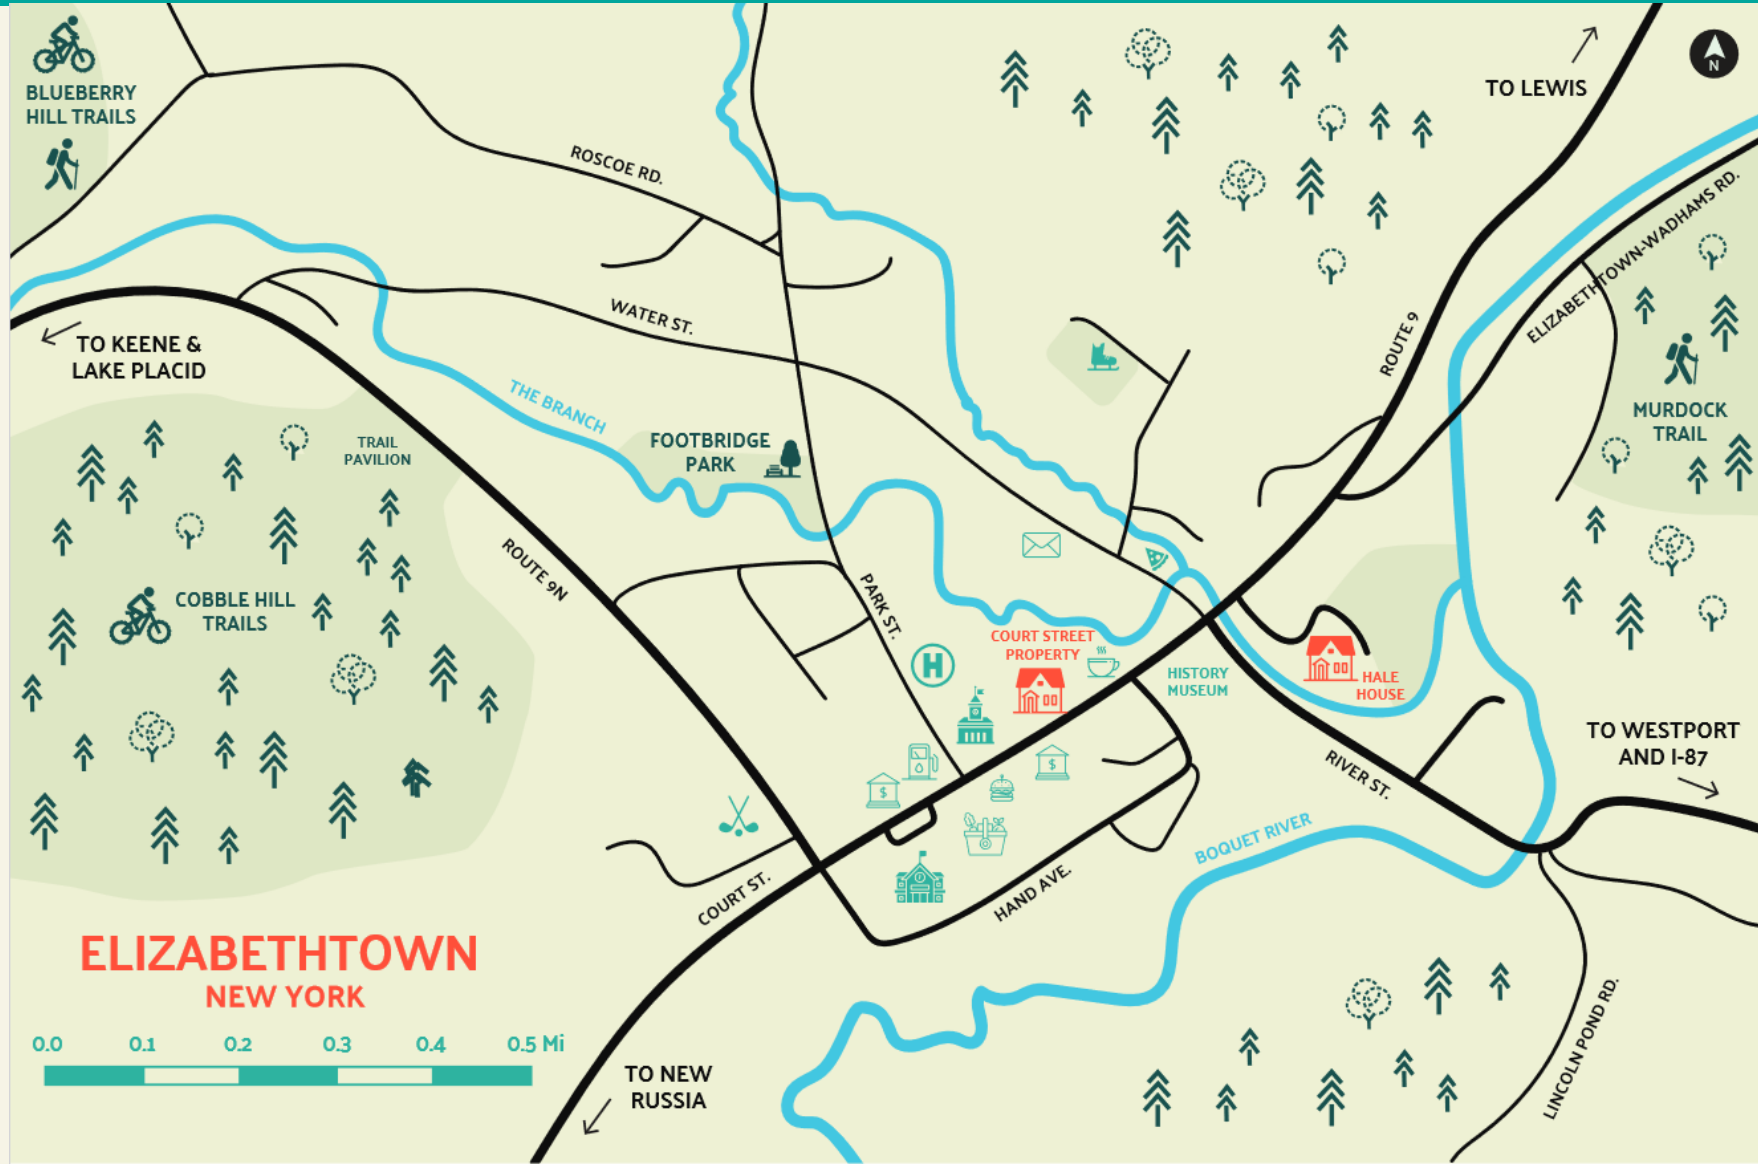 BLUEBERRY
HILL TRAILS
TO LEWIS
N
ROSCOE RD.
ELIZABETHTOWN-WADHAMS RD.
WATER ST.
ROUTE 9
TO KEENE &
LAKE PLACID
THE BRANCH
FOOTBRIDGE
PARK
MURDOCK
TRAIL
TRAIL
PAVILION
ROUTE 9N
COBBLE HILL
TRAILS
PARK ST.
COURT STREET
PROPERTY
H
HISTORY
MUSEUM
HALE
HOUSE
TO WESTPORT
AND I-87
RIVER ST.
$
$
BOQUET RIVER
COURT ST.
HAND AVE.
ELIZABETHTOWN
NEW YORK
0.0 0.1 0.2 0.3 0.4 0.5 Mi
TO NEW
RUSSIA
LINCOLN POND RD.